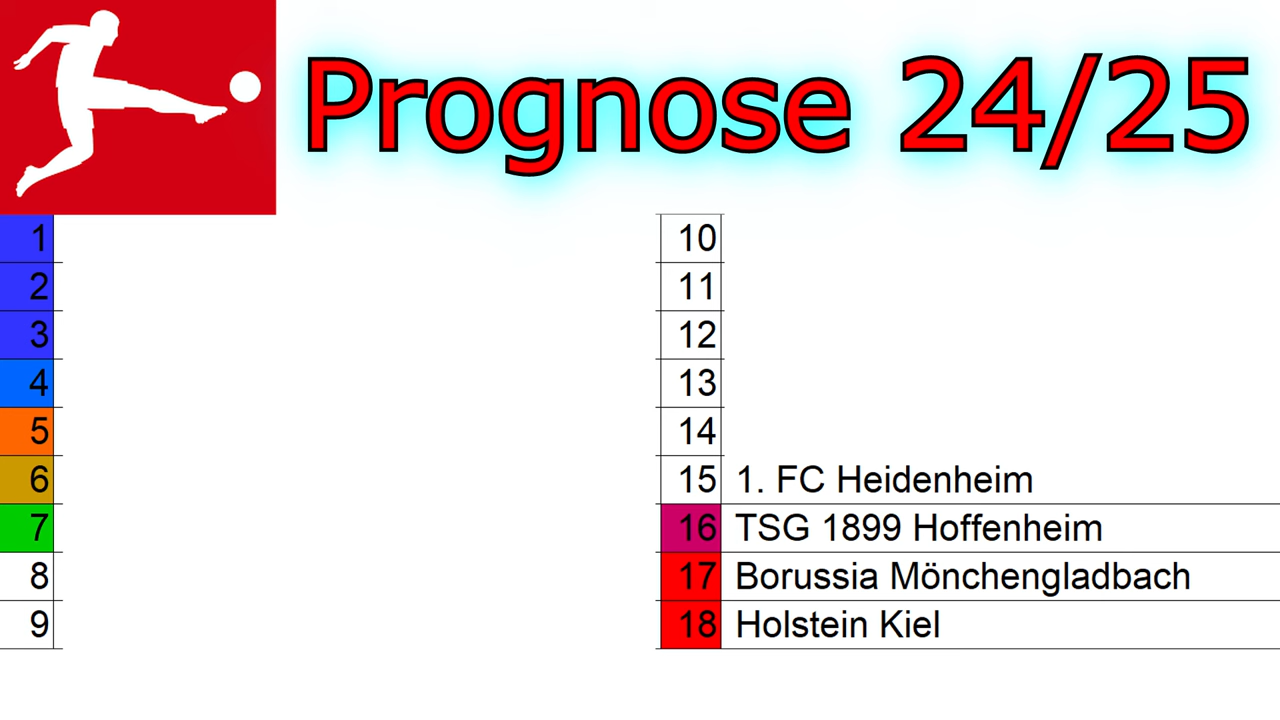 Prognose 24/25
1
2
3
4
5
6
7
8
9
10
11
12
13
14
15 1. FC Heidenheim
16 TSG 1899 Hoffenheim
17 Borussia Mönchengladbach
18 Holstein Kiel